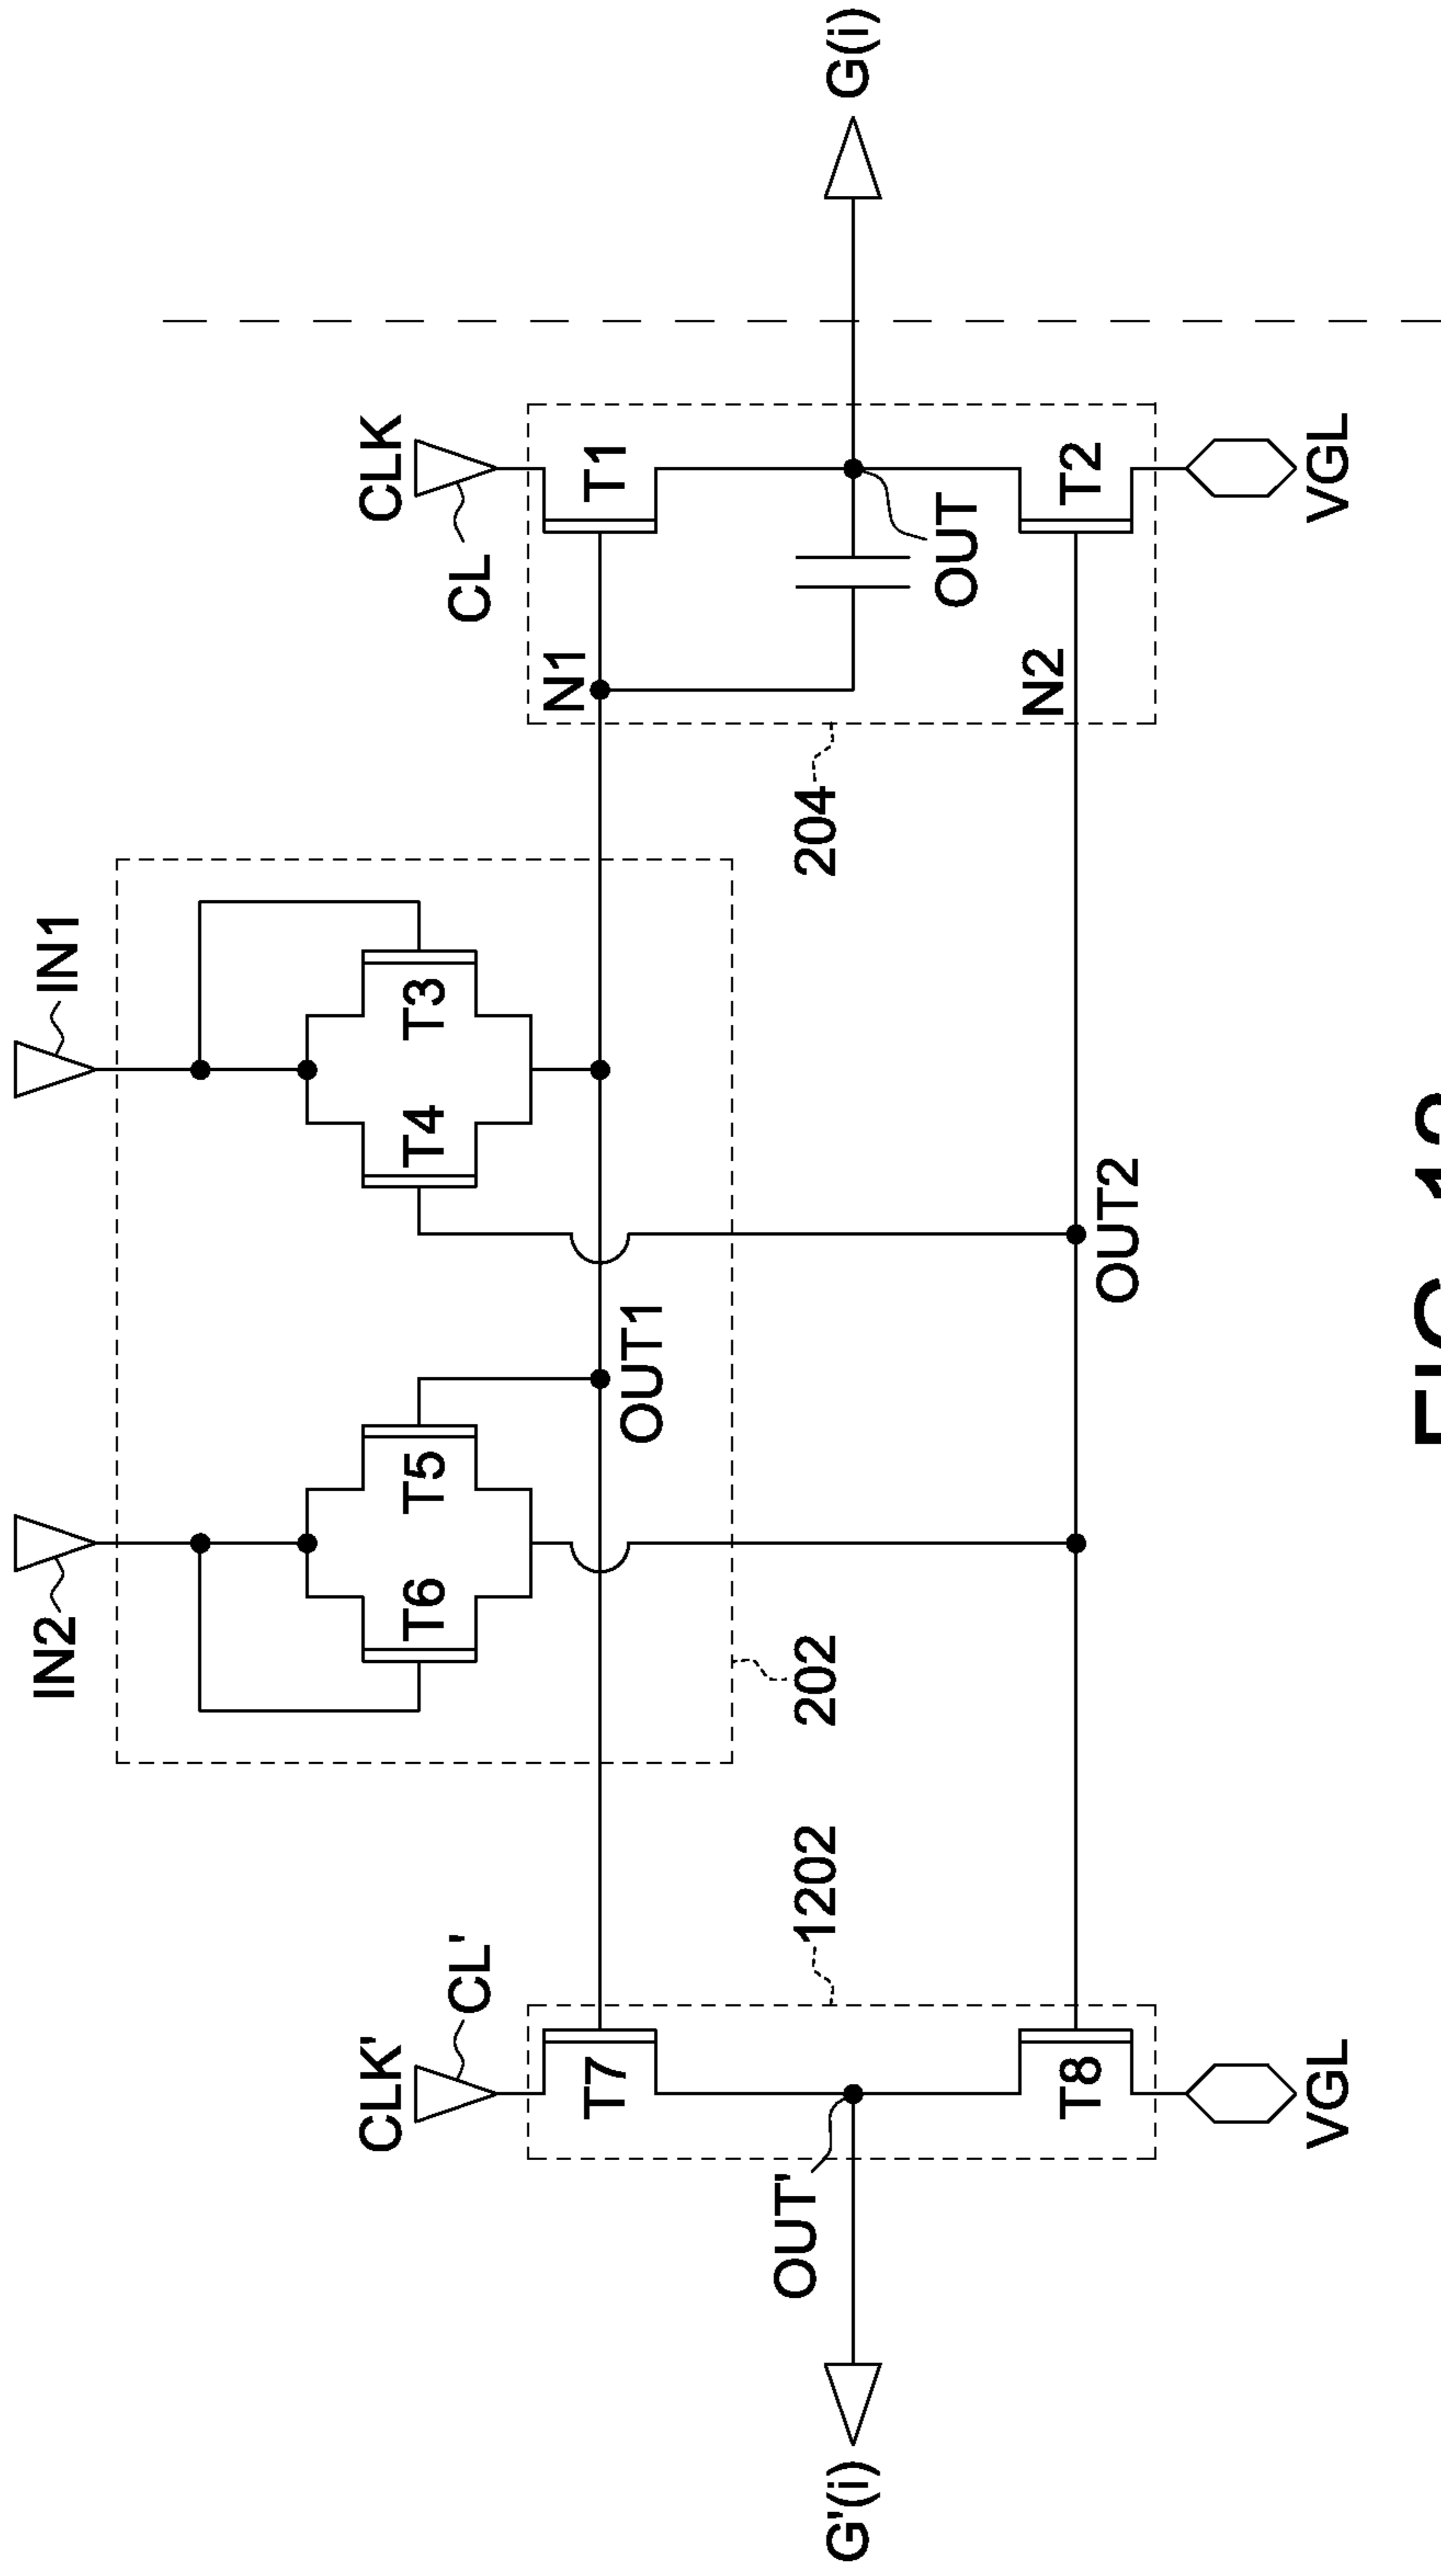 IN2
IN1
CLK'
CL'
CLK
CL
T6
T5
T4
T3
T7
T1
N1
OUT1
202
1202
204
OUT'
G'(i)
G(i)
OUT
T8
T2
N2
OUT2
VGL
VGL